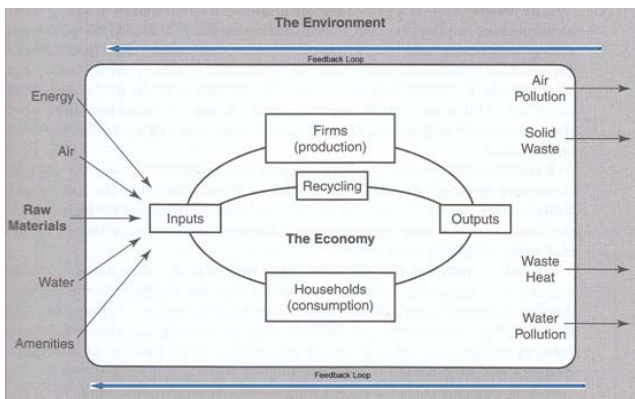 The Environment
Feedback Loop
Energy
Air
Raw
Materials
Water
Amenities
Firms
(production)
Recycling
Inputs
Outputs
The Economy
Households
(consumption)
Air
Pollution
Solid
Waste
Waste
Heat
Water
Pollution
Feedback Loop